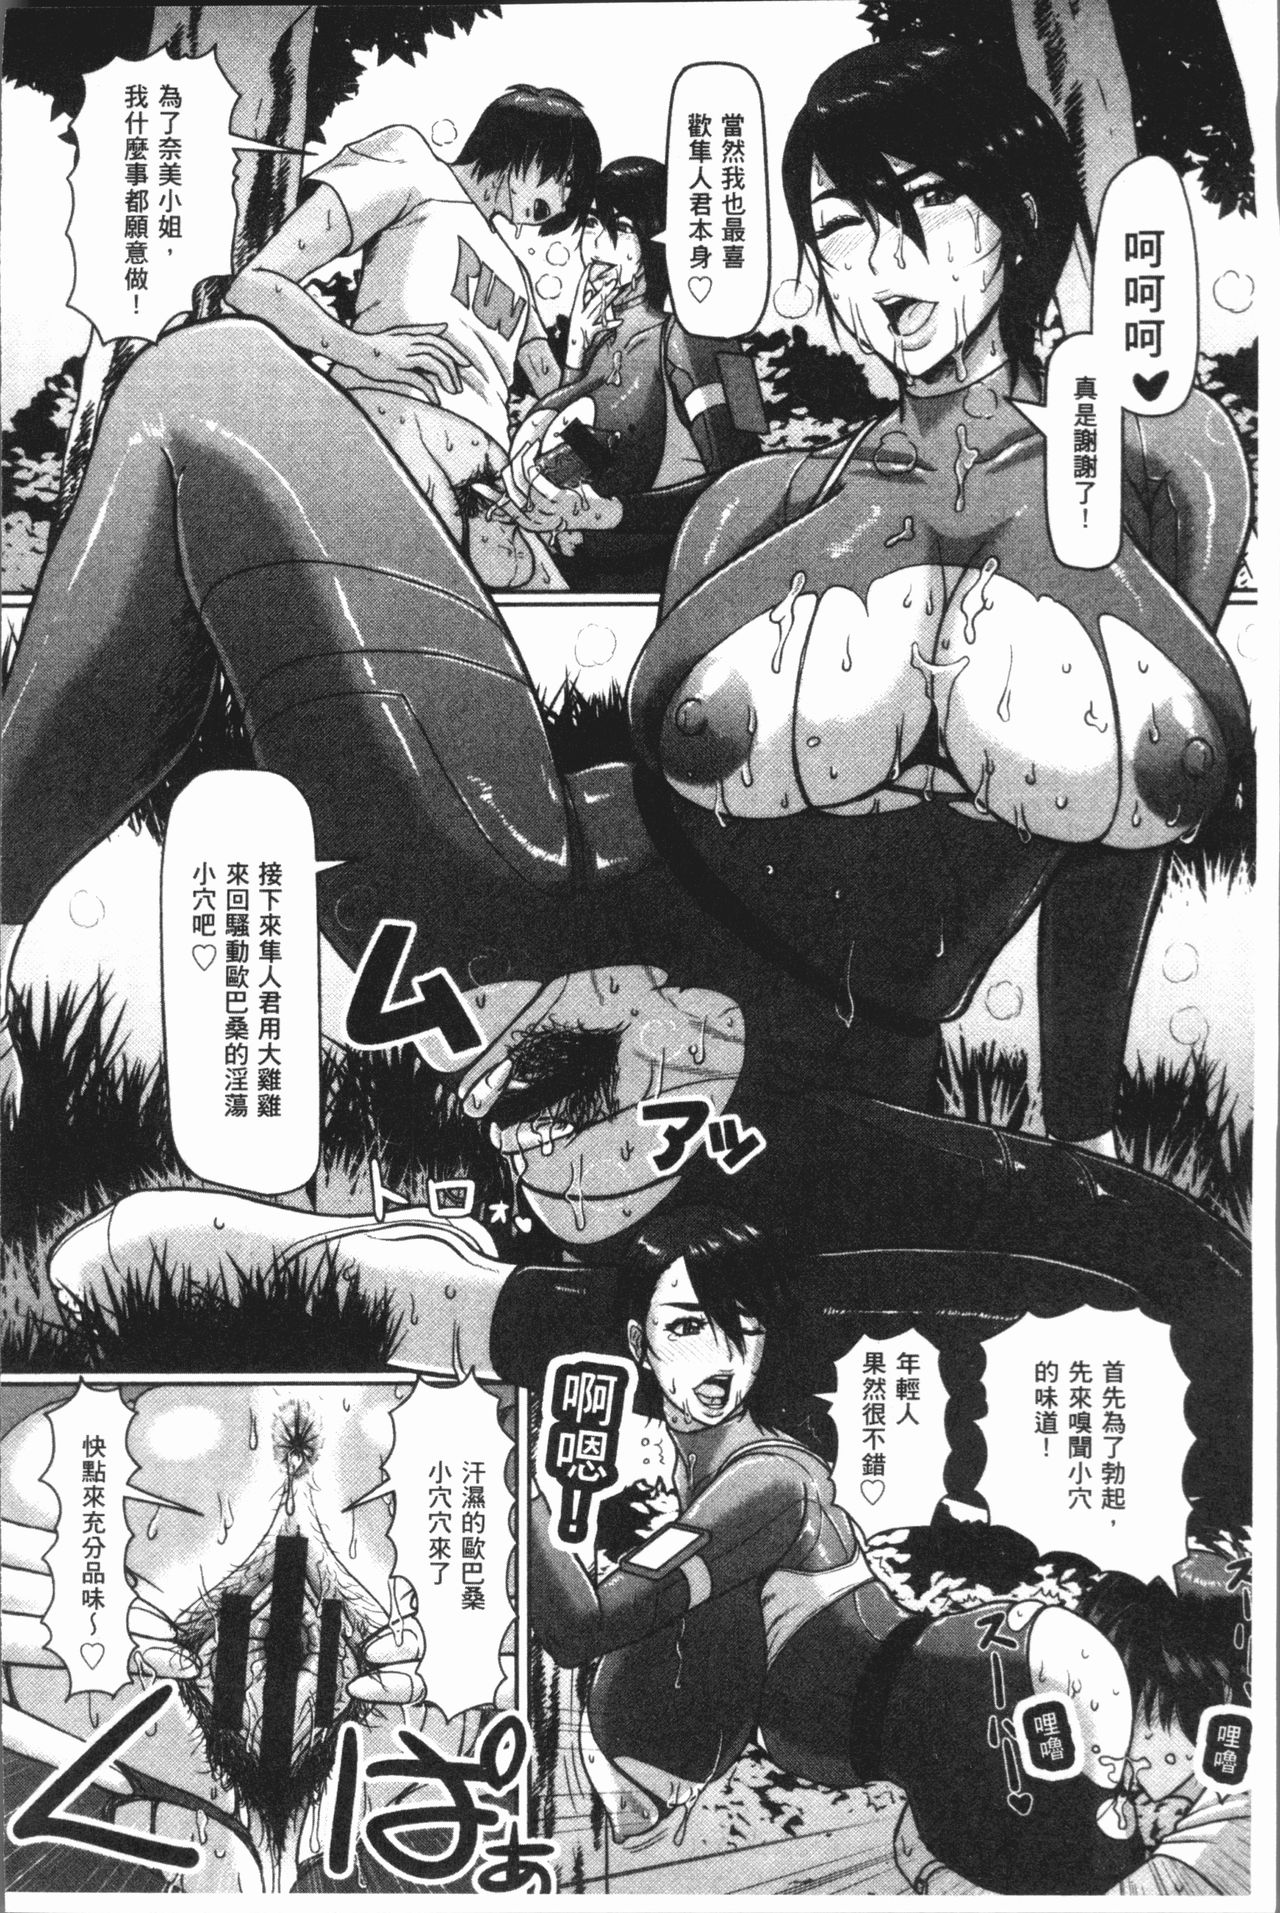 呵呵呵♥
真是謝謝了！
當然我也最喜
歡隼人君本身♡
為了奈美小姐，
我什麼事都願意做！
接下來隼人君用大雞雞
來回騷動歐巴桑的淫蕩
小穴吧♡
ムアッ
トロォ♥
首先為了勃起，
先來嗅聞小穴
的味道！
年輕人
果然很不錯♡
啊嗯！
スースー♥
哩嚕
哩嚕
汗濕的歐巴桑
小穴穴來了
快點來充分品味～♡
くぱぁ